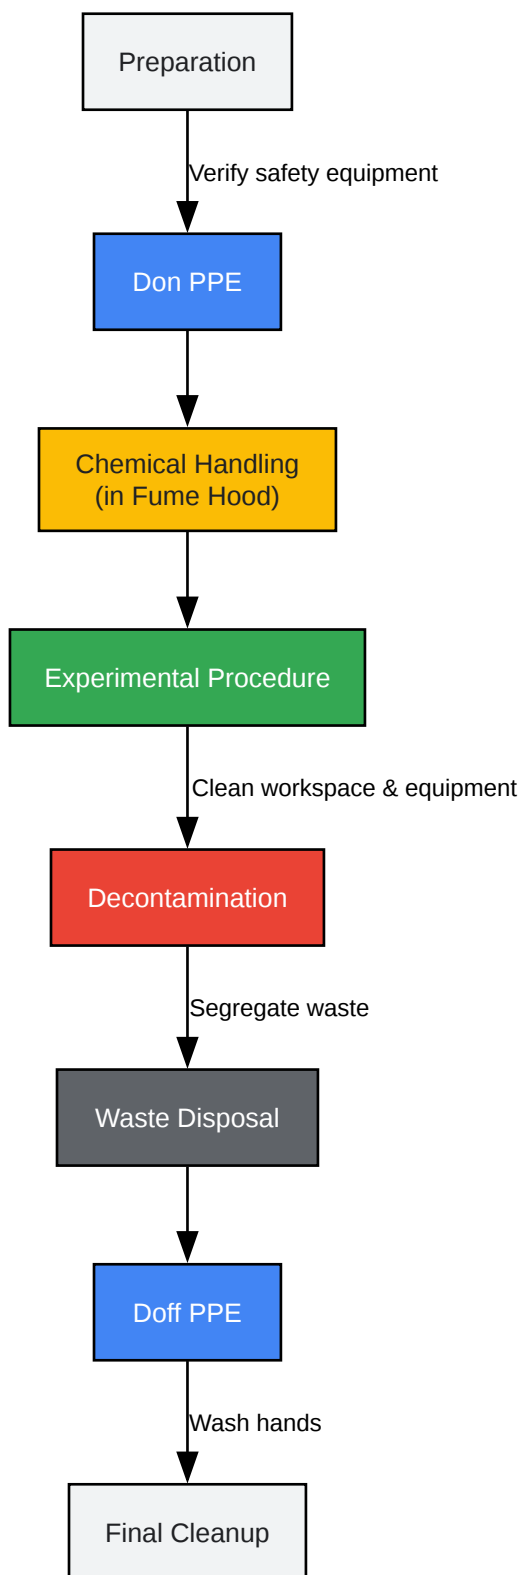 Preparation
Verify safety equipment
Don PPE
Chemical Handling
(in Fume Hood)
Experimental Procedure
Clean workspace & equipment
Decontamination
Segregate waste
Waste Disposal
Doff PPE
Wash hands
Final Cleanup